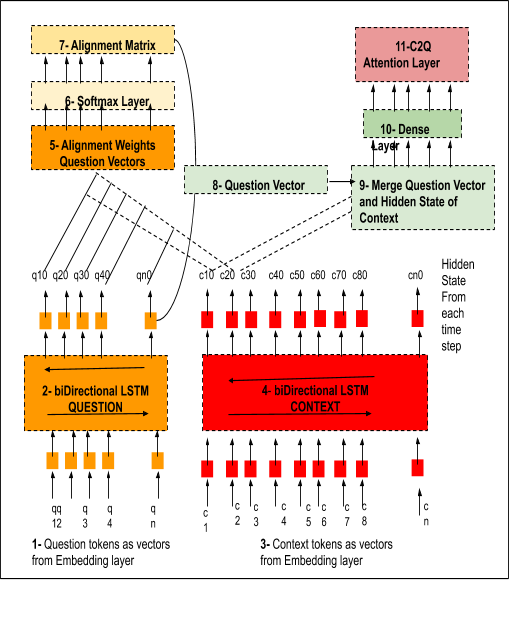 7- Alignment Matrix
6- Softmax Layer
5- Alignment Weights
Question Vectors
11-C2Q
Attention Layer
10- Dense
Layer
8- Question Vector
9- Merge Question Vector
and Hidden State of
Context
q10 q20 q30 q40 qn0
c10 c20 c30 c40 c50 c60 c70 c80 cn0
Hidden
State
From
each
time
step
2- biDirectional LSTM
QUESTION
4- biDirectional LSTM
CONTEXT
qq q q q
12 3 4 n
c c c c c c c c c
1 2 3 4 5 6 7 8 n
1- Question tokens as vectors
from Embedding layer
3- Context tokens as vectors
from Embedding layer